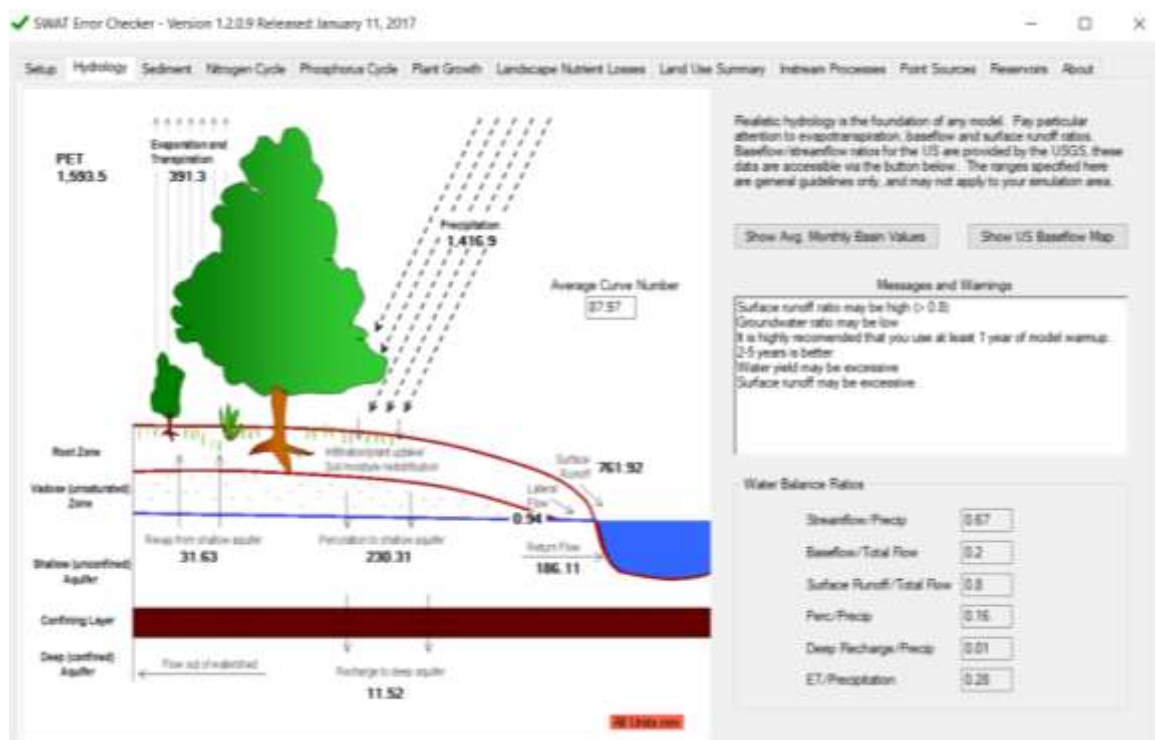 SWAT Error Checker - Version 1.2.0.9 Released January 11, 2017
Setup Hydrology Sediment Nitrogen Cycle Phosphorus Cycle Plant Growth Landscape Nutrient Losses Land Use Summary Instream Processes Point Sources Reservoirs About
PET
1,593.5
Evaporation and
Transpiration
391.3
Precipitation
1,416.9
Average Curve Number
87.97
Root Zone
Infiltration/plant uptake/
Soil moisture redistribution
Surface
Runoff 761.92
Vadose (unsaturated)
Zone
Lateral
Flow
0.94
Revap from shallow aquifer
31.63
Percolation to shallow aquifer
230.31
Return Flow
186.11
Shallow (unconfined)
Aquifer
Confining Layer
Deep (confined)
Aquifer
Flow out of watershed
Recharge to deep aquifer
11.52
All Units mm
Realistic hydrology is the foundation of any model. Pay particular
attention to evapotranspiration, baseflow and surface runoff ratios.
Baseflow/streamflow ratios for the US are provided by the USGS, these
data are accessible via the button below. The ranges specified here
are general guidelines only, and may not apply to your simulation area.
Show Avg. Monthly Basin Values
Show US Baseflow Map
Messages and Warnings
Surface runoff ratio may be high (> 0.8)
Groundwater ratio may be low
It is highly recomended that you use at least 1 year of model warmup.
2-5 years is better
Water yield may be excessive
Surface runoff may be excessive
Water Balance Ratios
Streamflow/Precip 0.67
Baseflow/Total Flow 0.2
Surface Runoff/Total Flow 0.8
Perc/Precip 0.16
Deep Recharge/Precip 0.01
ET/Precipitation 0.28